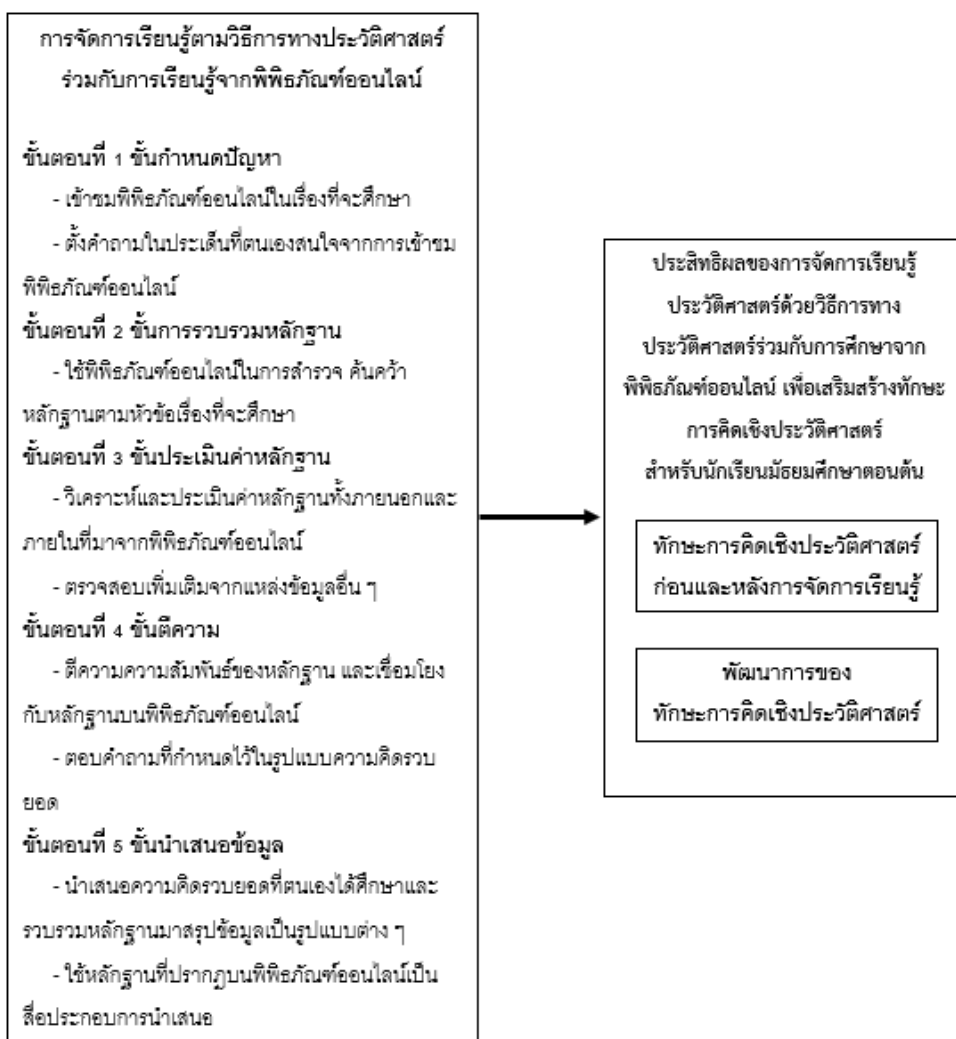 การจัดการเรียนรู้ตามวิธีการทางประวัติศาสตร์
ร่วมกับการเรียนรู้จากพิพิธภัณฑ์ออนไลน์
ขั้นตอนที่ 1 ขั้นกำหนดปัญหา
- เข้าชมพิพิธภัณฑ์ออนไลน์ในเรื่องที่จะศึกษา
- ตั้งคำถามในประเด็นที่ตนเองสนใจจากการเข้าชม
พิพิธภัณฑ์ออนไลน์
ขั้นตอนที่ 2 ขั้นการรวบรวมหลักฐาน
- ใช้พิพิธภัณฑ์ออนไลน์ในการสำรวจ ค้นคว้า
หลักฐานตามหัวข้อเรื่องที่จะศึกษา
ขั้นตอนที่ 3 ขั้นประเมินค่าหลักฐาน
- วิเคราะห์และประเมินค่าหลักฐานทั้งภายนอกและ
ภายในที่มาจากพิพิธภัณฑ์ออนไลน์
- ตรวจสอบเพิ่มเติมจากแหล่งข้อมูลอื่น ๆ
ขั้นตอนที่ 4 ขั้นตีความ
- ตีความความสัมพันธ์ของหลักฐาน และเชื่อมโยง
กับหลักฐานบนพิพิธภัณฑ์ออนไลน์
- ตอบคำถามที่กำหนดไว้ในรูปแบบความคิดรวบ
ยอด
ขั้นตอนที่ 5 ขั้นนำเสนอข้อมูล
- นำเสนอความคิดรวบยอดที่ตนเองได้ศึกษาและ
รวบรวมหลักฐานมาสรุปข้อมูลเป็นรูปแบบต่าง ๆ
- ใช้หลักฐานที่ปรากฏบนพิพิธภัณฑ์ออนไลน์เป็น
สื่อประกอบการนำเสนอ
ประสิทธิผลของการจัดการเรียนรู้
ประวัติศาสตร์ด้วยวิธีการทาง
ประวัติศาสตร์ร่วมกับการศึกษาจาก
พิพิธภัณฑ์ออนไลน์ เพื่อเสริมสร้างทักษะ
การคิดเชิงประวัติศาสตร์
สำหรับนักเรียนมัธยมศึกษาตอนต้น
ทักษะการคิดเชิงประวัติศาสตร์
ก่อนและหลังการจัดการเรียนรู้
พัฒนาการของ
ทักษะการคิดเชิงประวัติศาสตร์